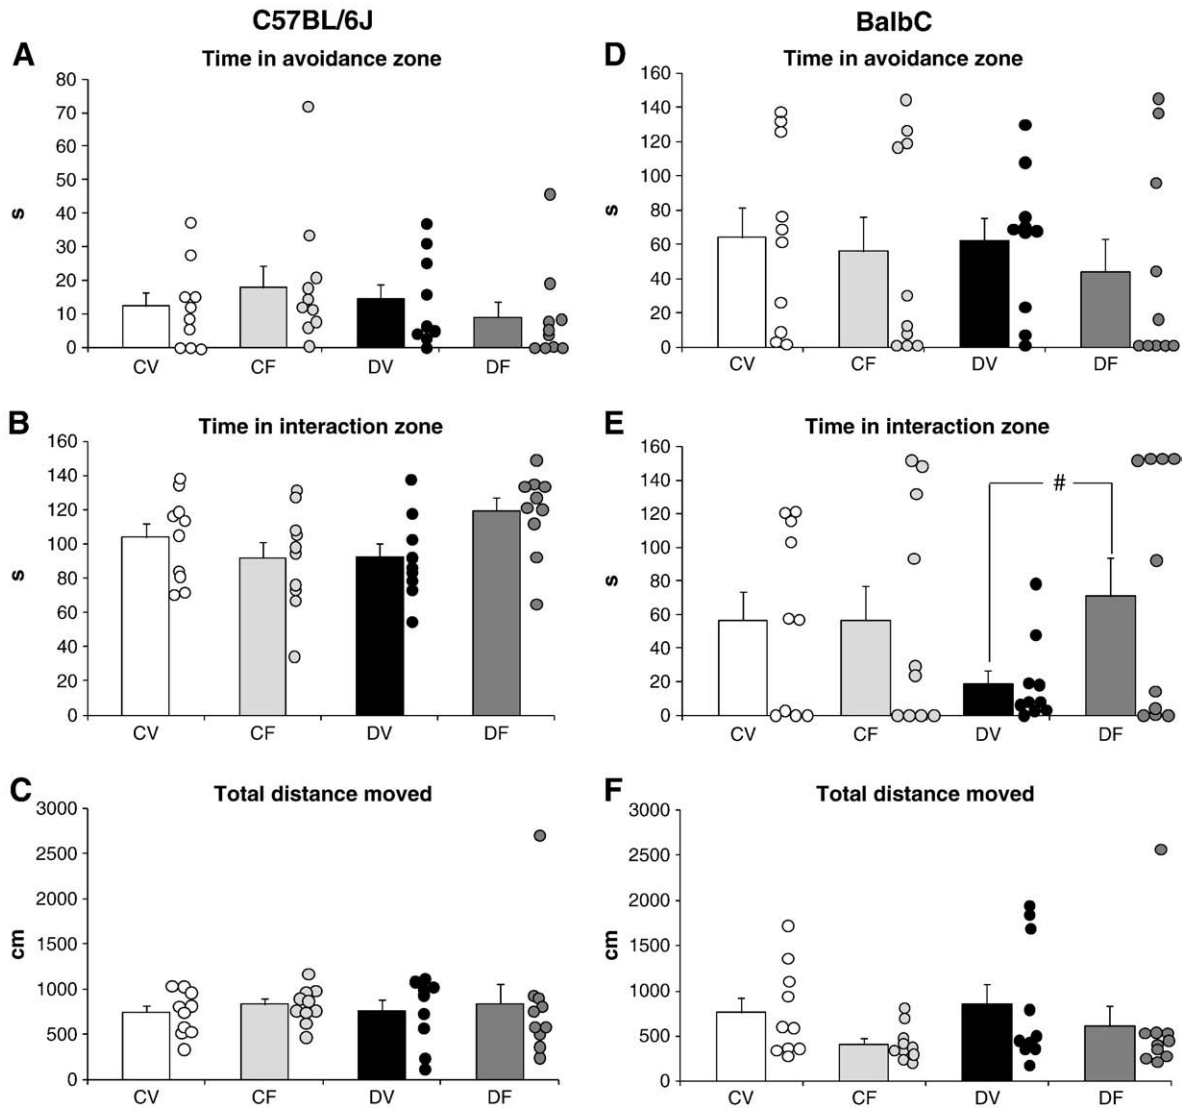 C57BL/6J
BalbC
A
Time in avoidance zone
80
70
60
50
40
30
20
10
0
s
CV CF DV DF
D
Time in avoidance zone
160
140
120
100
80
60
40
20
0
s
CV CF DV DF
B
Time in interaction zone
160
140
120
100
80
60
40
20
0
s
CV CF DV DF
E
Time in interaction zone
160
140
120
100
80
60
40
20
0
s
#
CV CF DV DF
C
Total distance moved
3000
2500
2000
1500
1000
500
0
cm
CV CF DV DF
F
Total distance moved
3000
2500
2000
1500
1000
500
0
cm
CV CF DV DF